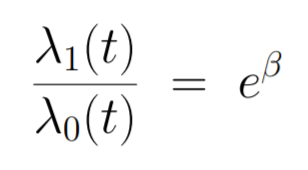 λ₁(t) / λ₀(t) = e^β